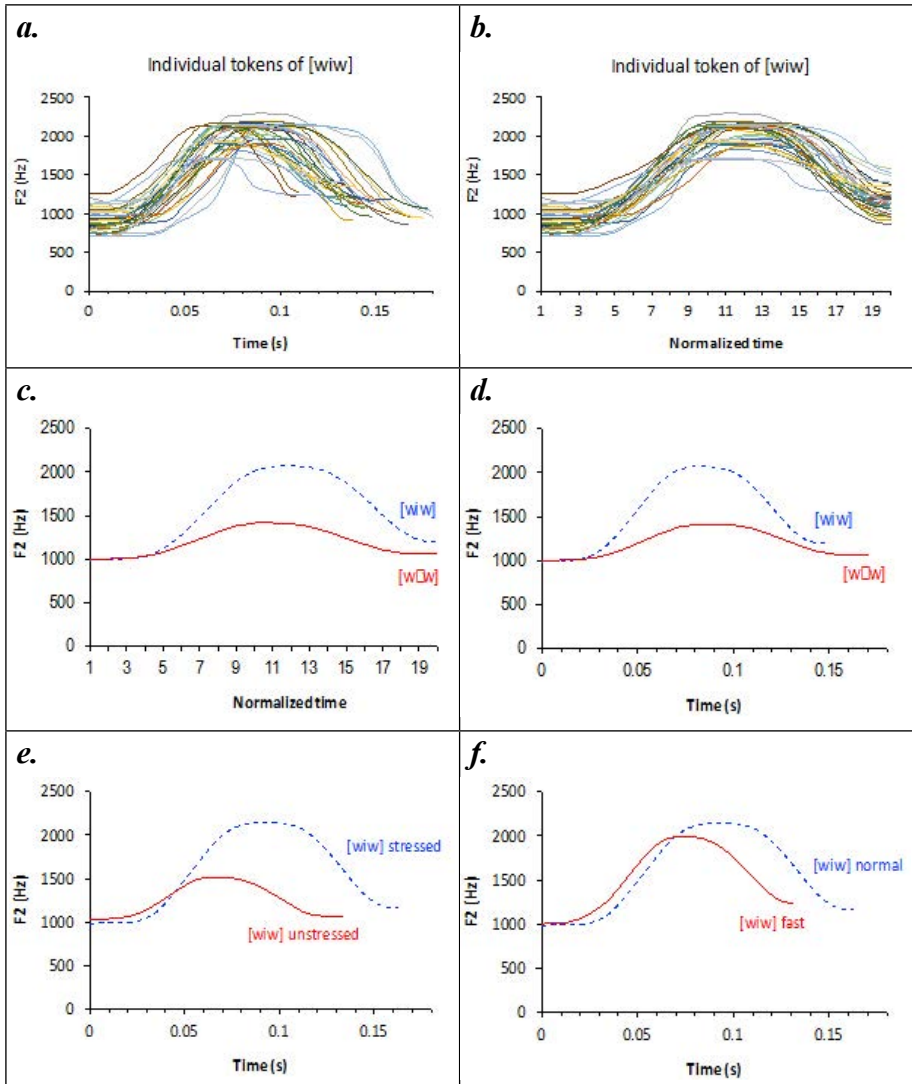 a.
Individual tokens of [wiw]
2500
2000
1500
1000
500
0
F2 (Hz)
0 0.05 0.1 0.15
Time (s)
b.
Individual token of [wiw]
2500
2000
1500
1000
500
0
F2 (Hz)
1 3 5 7 9 11 13 15 17 19
Normalized time
c.
2500
2000
1500
1000
500
0
F2 (Hz)
[wiw]
[w□w]
1 3 5 7 9 11 13 15 17 19
Normalized time
d.
2500
2000
1500
1000
500
0
F2 (Hz)
[wiw]
[w□w]
0 0.05 0.1 0.15
Time (s)
e.
2500
2000
1500
1000
500
0
F2 (Hz)
[wiw] stressed
[wiw] unstressed
0 0.05 0.1 0.15
Time (s)
f.
2500
2000
1500
1000
500
0
F2 (Hz)
[wiw] normal
[wiw] fast
0 0.05 0.1 0.15
Time (s)